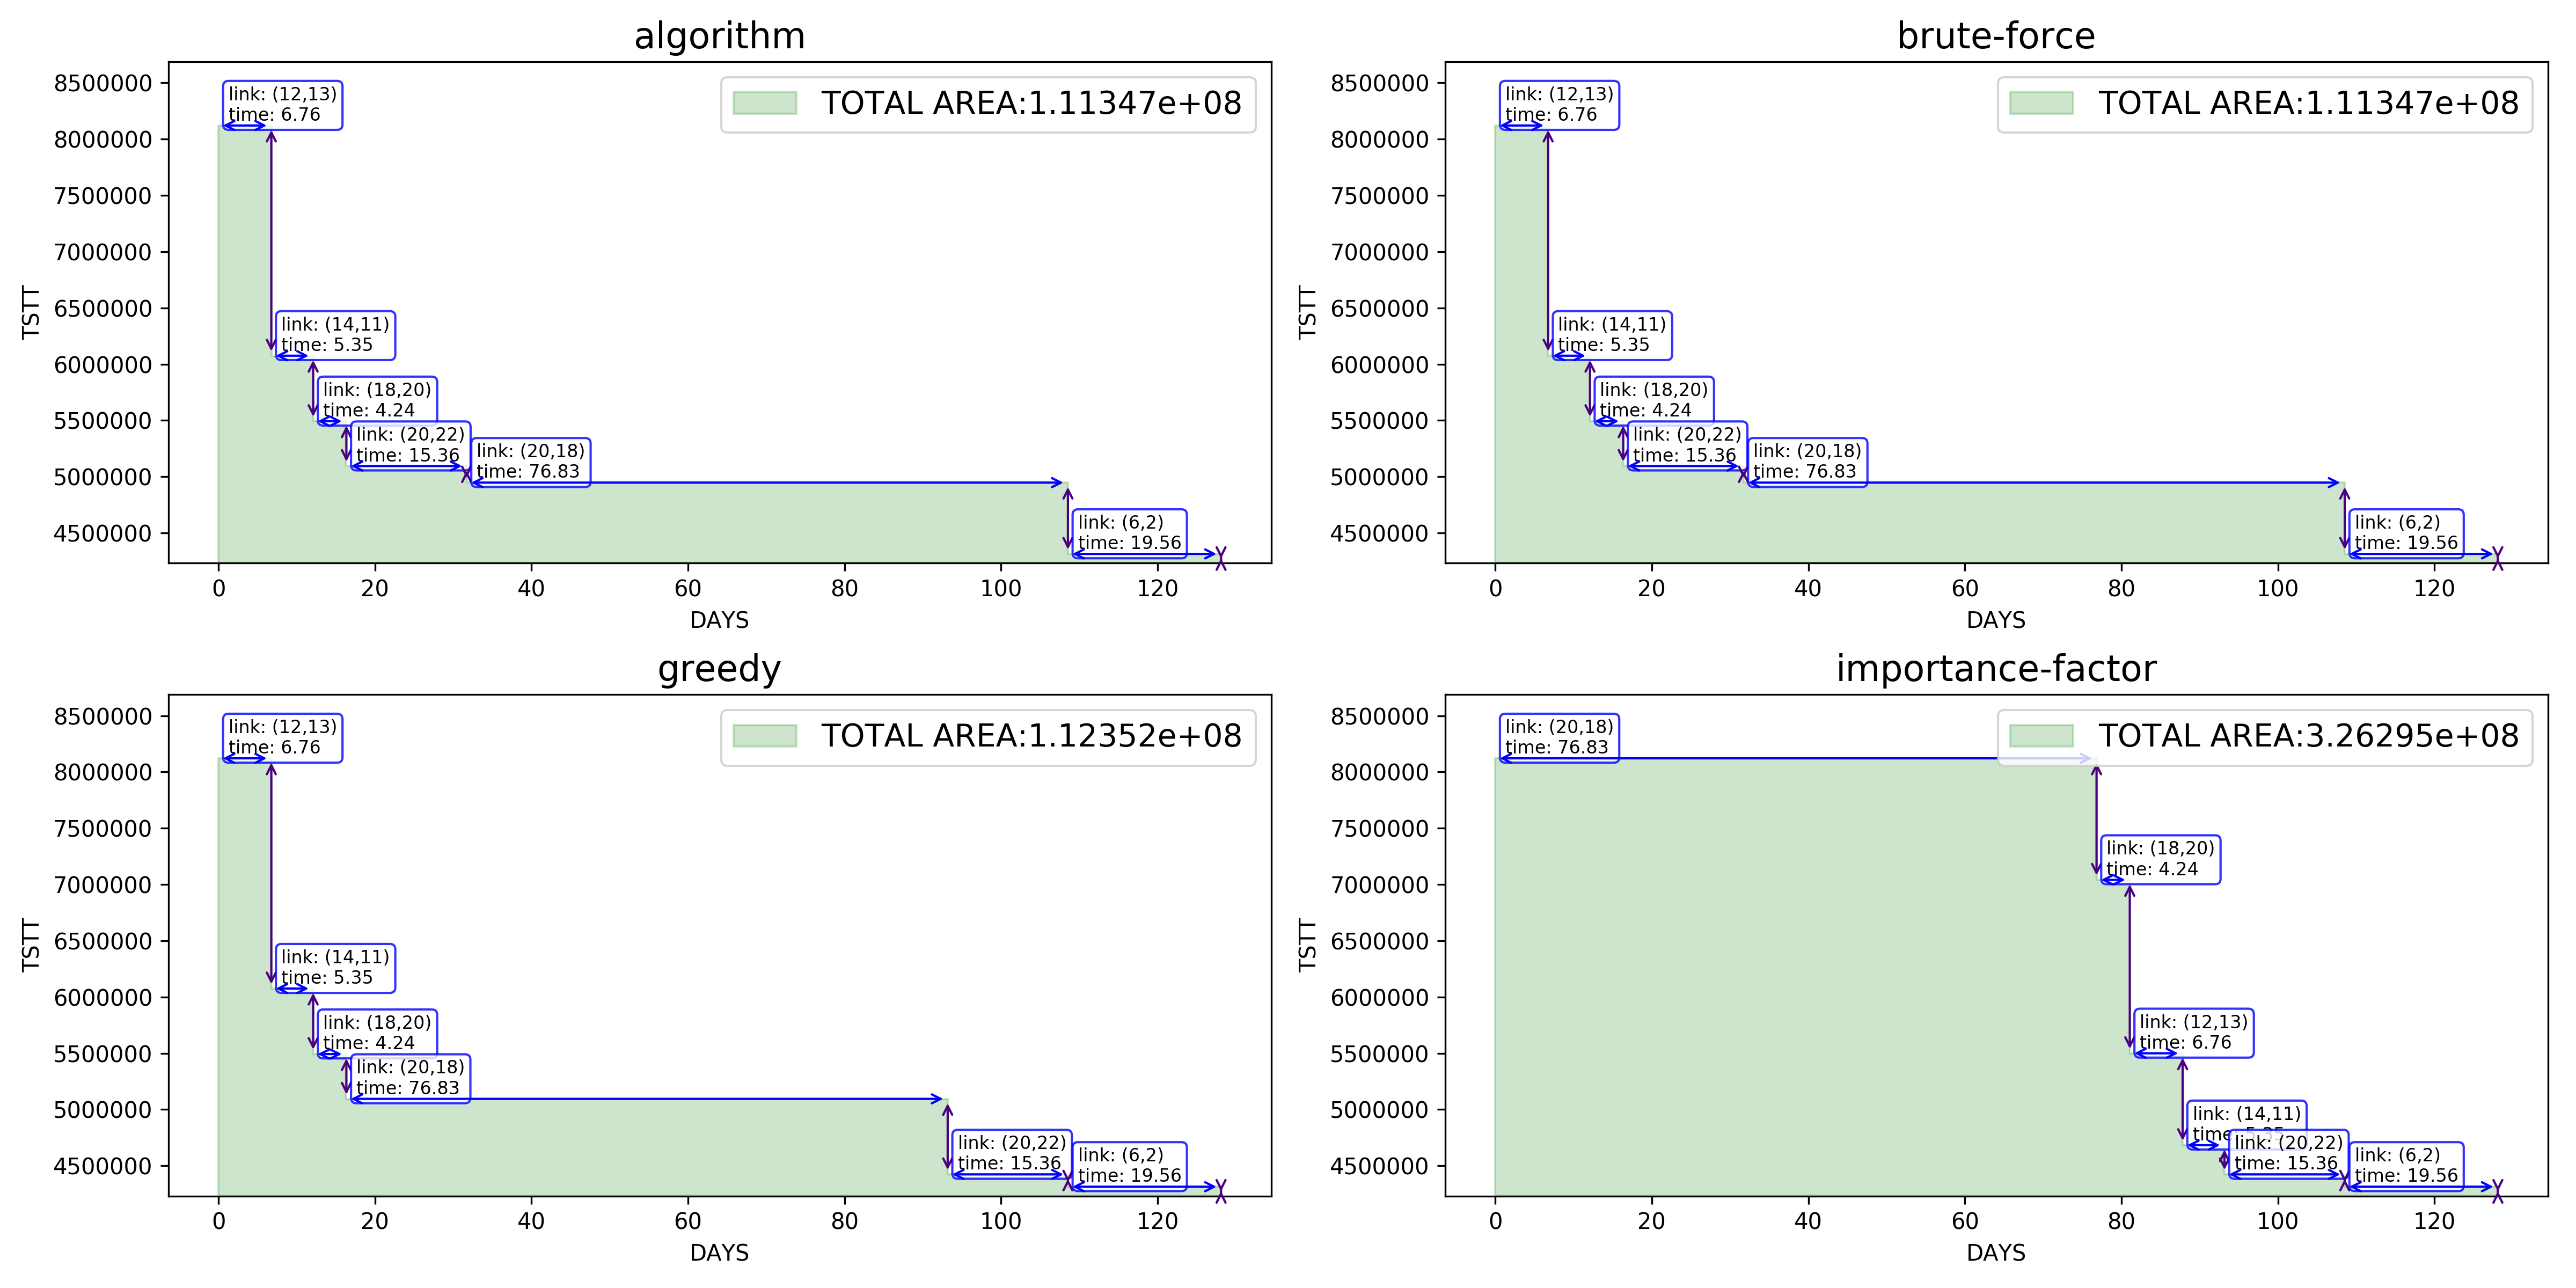 algorithm
TOTAL AREA:1.11347e+08
TSTT
8500000
8000000
7500000
7000000
6500000
6000000
5500000
5000000
4500000
link: (12,13)
time: 6.76
link: (14,11)
time: 5.35
link: (18,20)
time: 4.24
link: (20,22)
time: 15.36
link: (20,18)
time: 76.83
link: (6,2)
time: 19.56
0 20 40 60 80 100 120
DAYS
brute-force
TOTAL AREA:1.11347e+08
TSTT
8500000
8000000
7500000
7000000
6500000
6000000
5500000
5000000
4500000
link: (12,13)
time: 6.76
link: (14,11)
time: 5.35
link: (18,20)
time: 4.24
link: (20,22)
time: 15.36
link: (20,18)
time: 76.83
link: (6,2)
time: 19.56
0 20 40 60 80 100 120
DAYS
greedy
TOTAL AREA:1.12352e+08
TSTT
8500000
8000000
7500000
7000000
6500000
6000000
5500000
5000000
4500000
link: (12,13)
time: 6.76
link: (14,11)
time: 5.35
link: (18,20)
time: 4.24
link: (20,18)
time: 76.83
link: (20,22)
time: 15.36
link: (6,2)
time: 19.56
0 20 40 60 80 100 120
DAYS
importance-factor
TOTAL AREA:3.26295e+08
TSTT
8500000
8000000
7500000
7000000
6500000
6000000
5500000
5000000
4500000
link: (20,18)
time: 76.83
link: (18,20)
time: 4.24
link: (12,13)
time: 6.76
link: (14,11)
time: 5.35
link: (20,22)
time: 15.36
link: (6,2)
time: 19.56
0 20 40 60 80 100 120
DAYS